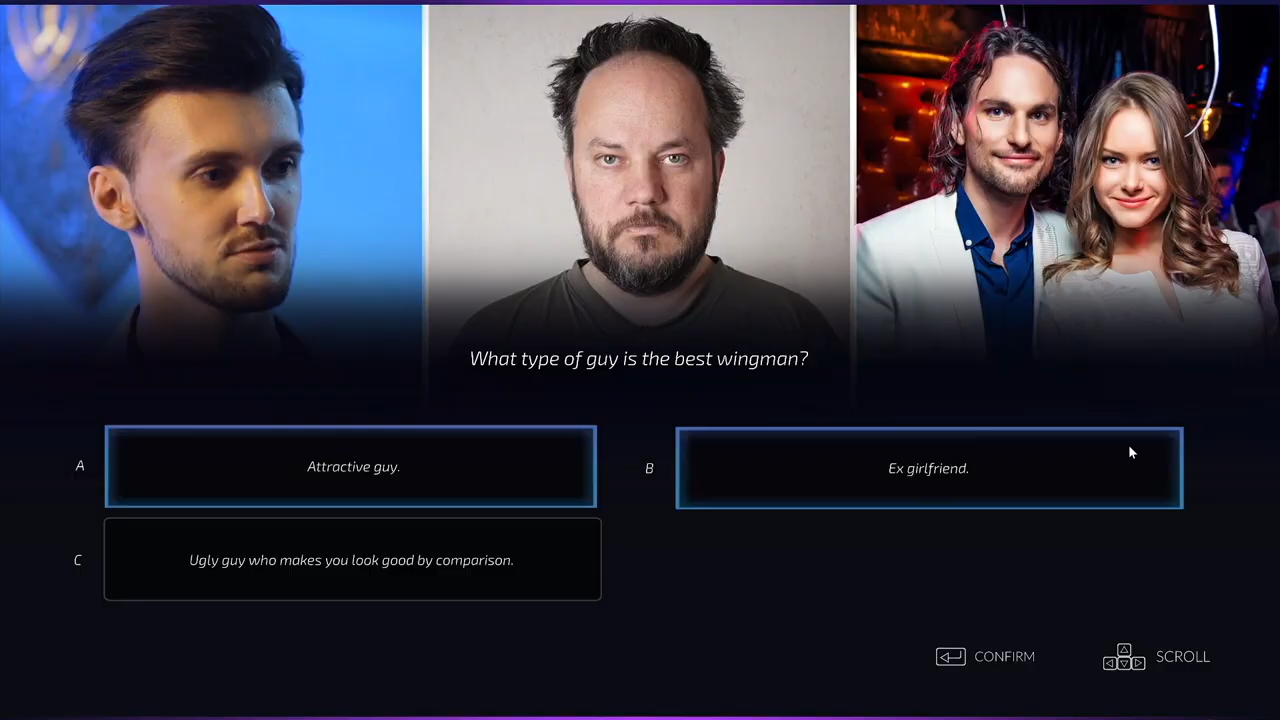 What type of guy is the best wingman?
A
Attractive guy.
B
Ex girlfriend.
C
Ugly guy who makes you look good by comparison.
CONFIRM
SCROLL